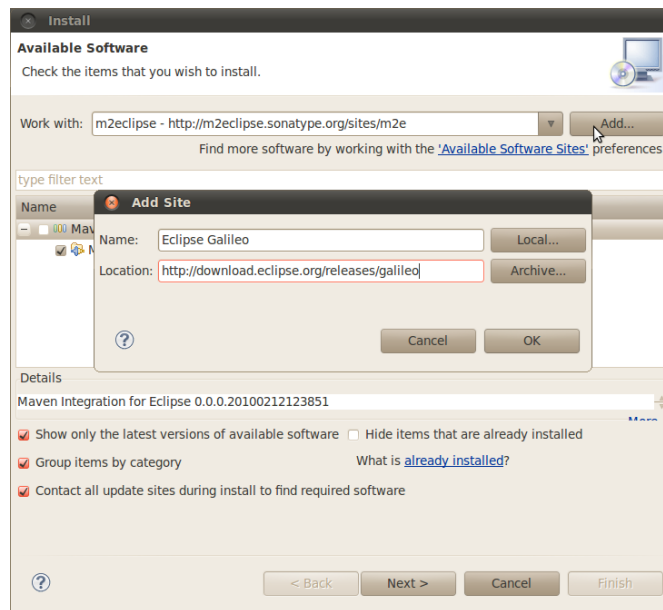 Install
Available Software
Check the items that you wish to install.
Work with: m2eclipse - http://m2eclipse.sonatype.org/sites/m2e Add...
Find more software by working with the 'Available Software Sites' preferences
type filter text
Name
Add Site
Name: Eclipse Galileo Local...
Location: http://download.eclipse.org/releases/galileo Archive...
Cancel OK
Details
Maven Integration for Eclipse 0.0.0.20100212123851
Show only the latest versions of available software Hide items that are already installed
Group items by category What is already installed?
Contact all update sites during install to find required software
< Back Next > Cancel Finish